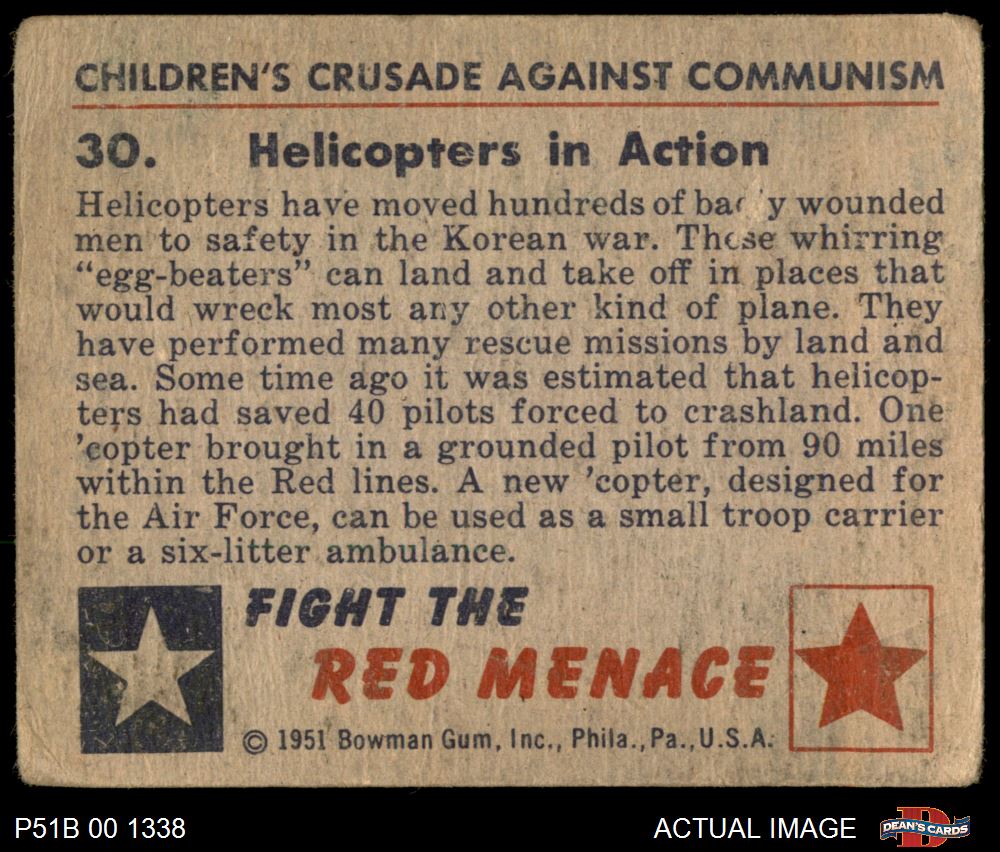 CHILDREN'S CRUSADE AGAINST COMMUNISM
30. Helicopters in Action
Helicopters have moved hundreds of y wounded
men to safety in the Korean war. These whirring
“egg-beaters” can land and take off in places that
would wreck most any other kind of plane. They
have performed many rescue missions by land and
sea. Some time ago it was estimated that helicop-
ters had saved 40 pilots forced to crashland. One
'copter brought in a grounded pilot from 90 miles
within the Red lines. A new 'copter, designed for
the Air Force, can be used as a small troop carrier
or a six-litter ambulance.
FIGHT THE
RED MENACE
© 1951 Bowman Gum, Inc., Phila., Pa., U.S.A.
P51B 00 1338
ACTUAL IMAGE
D
DEAN'S CARDS